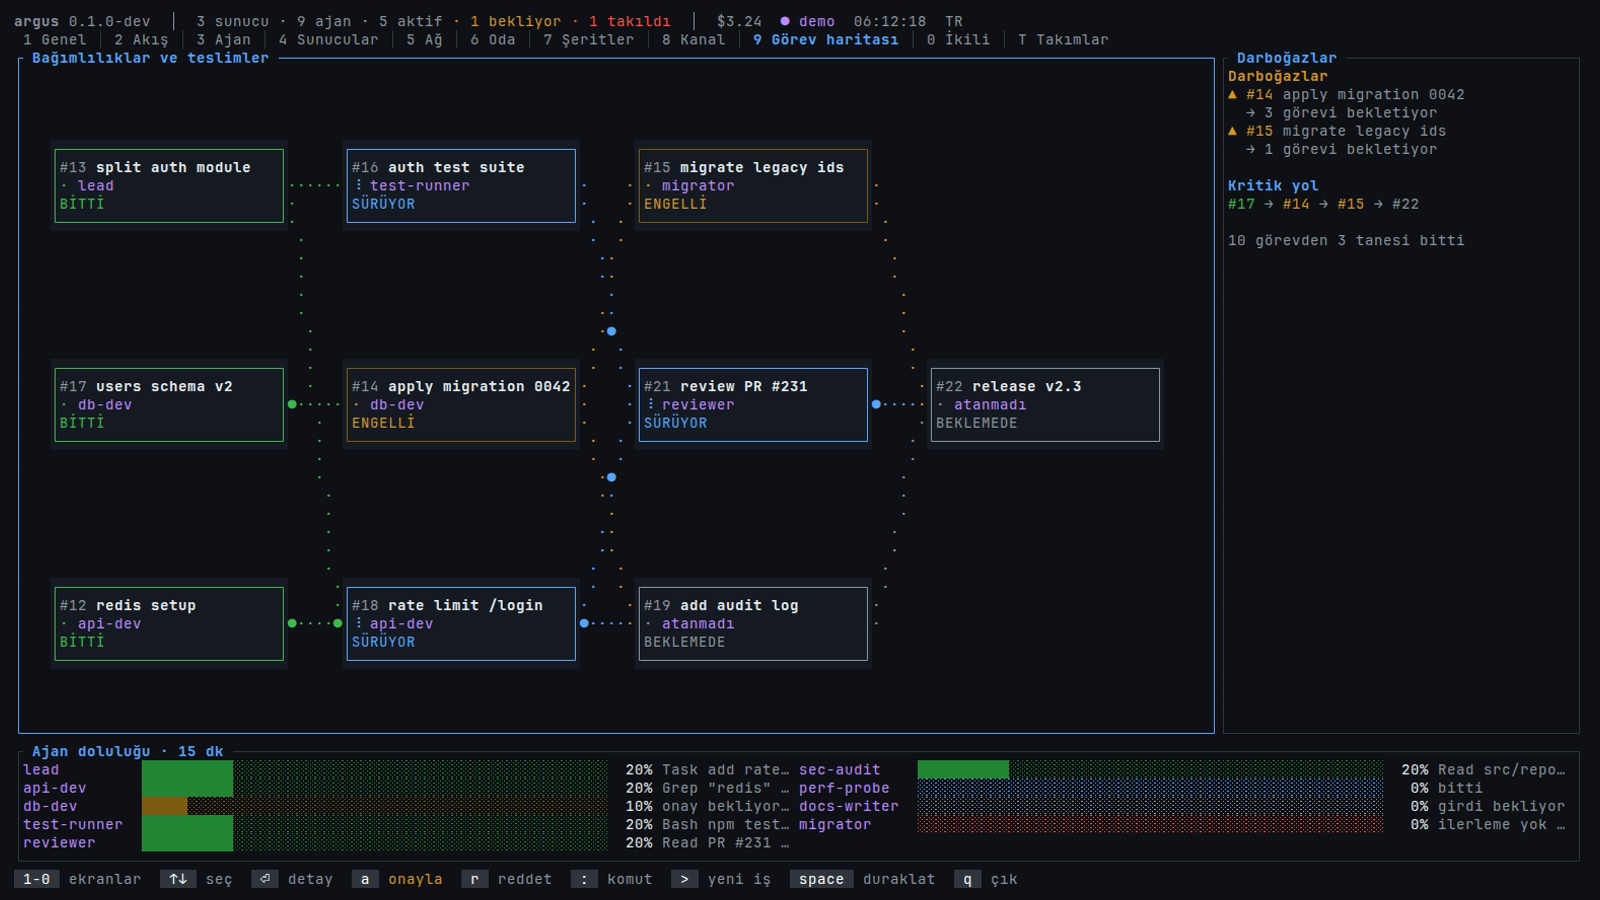 argus 0.1.0-dev │ 3 sunucu · 9 ajan · 5 aktif · 1 bekliyor · 1 takıldı │ $3.24 ● demo 06:12:18 TR
1 Genel │ 2 Akış │ 3 Ajan │ 4 Sunucular │ 5 Ağ │ 6 Oda │ 7 Şeritler │ 8 Kanal │ 9 Görev haritası │ 0 İkili │ T Takımlar
Bağımlılıklar ve teslimler
#13 split auth module
· lead
BİTTİ
#16 auth test suite
⠇test-runner
SÜRÜYOR
#15 migrate legacy ids
· migrator
ENGELLİ
#17 users schema v2
· db-dev
BİTTİ
#14 apply migration 0042
· db-dev
ENGELLİ
#21 review PR #231
⠇reviewer
SÜRÜYOR
#22 release v2.3
· atanmadı
BEKLEMEDE
#12 redis setup
· api-dev
BİTTİ
#18 rate limit /login
⠇api-dev
SÜRÜYOR
#19 add audit log
· atanmadı
BEKLEMEDE
Darboğazlar
Darboğazlar
▲ #14 apply migration 0042
→ 3 görevi bekletiyor
▲ #15 migrate legacy ids
→ 1 görevi bekletiyor
Kritik yol
#17 → #14 → #15 → #22
10 görevden 3 tanesi bitti
Ajan doluluğu · 15 dk
lead 20% Task add rate…
api-dev 20% Grep "redis" …
db-dev 10% onay bekliyor…
test-runner 20% Bash npm test…
reviewer 20% Read PR #231 …
sec-audit 20% Read src/repo…
perf-probe 0% bitti
docs-writer 0% girdi bekliyor
migrator 0% ilerleme yok …
1-0 ekranlar ↑↓ seç ⏎ detay a onayla r reddet : komut > yeni iş space duraklat q çık